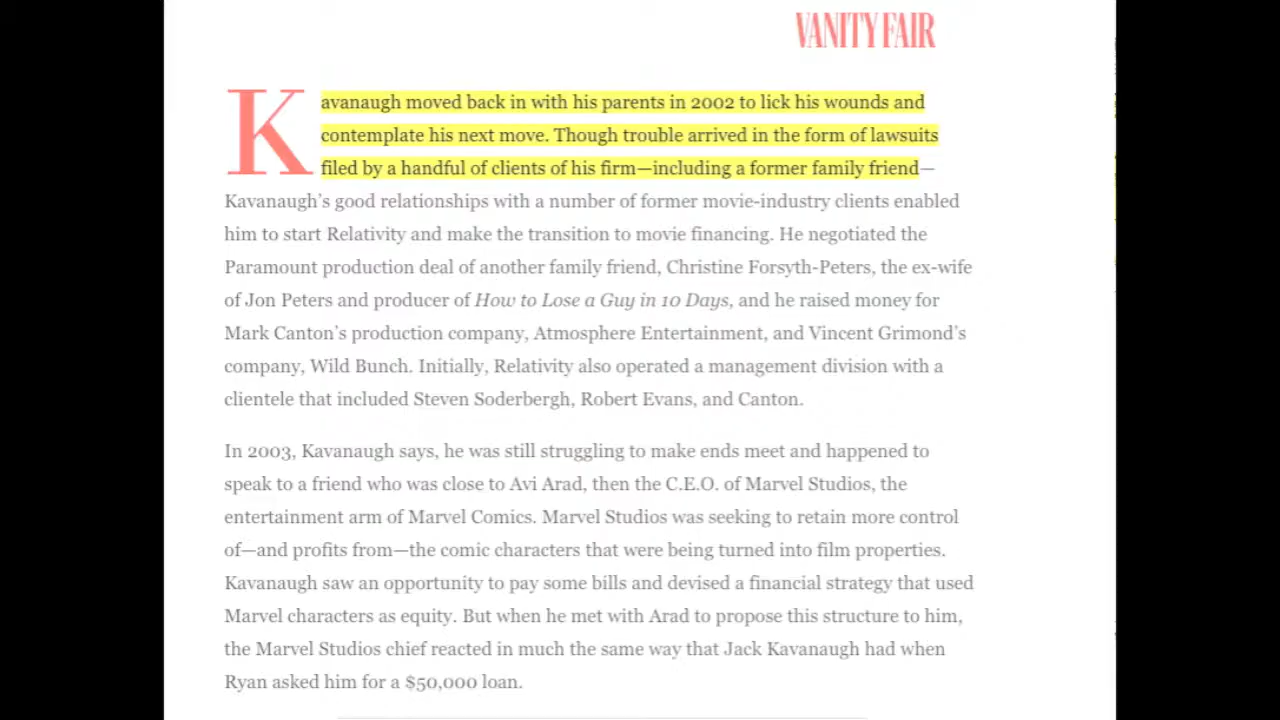 VANITY FAIR
Kavanaugh moved back in with his parents in 2002 to lick his wounds and
contemplate his next move. Though trouble arrived in the form of lawsuits
filed by a handful of clients of his firm—including a former family friend—
Kavanaugh’s good relationships with a number of former movie-industry clients enabled
him to start Relativity and make the transition to movie financing. He negotiated the
Paramount production deal of another family friend, Christine Forsyth-Peters, the ex-wife
of Jon Peters and producer of How to Lose a Guy in 10 Days, and he raised money for
Mark Canton’s production company, Atmosphere Entertainment, and Vincent Grimond’s
company, Wild Bunch. Initially, Relativity also operated a management division with a
clientele that included Steven Soderbergh, Robert Evans, and Canton.
In 2003, Kavanaugh says, he was still struggling to make ends meet and happened to
speak to a friend who was close to Avi Arad, then the C.E.O. of Marvel Studios, the
entertainment arm of Marvel Comics. Marvel Studios was seeking to retain more control
of—and profits from—the comic characters that were being turned into film properties.
Kavanaugh saw an opportunity to pay some bills and devised a financial strategy that used
Marvel characters as equity. But when he met with Arad to propose this structure to him,
the Marvel Studios chief reacted in much the same way that Jack Kavanaugh had when
Ryan asked him for a $50,000 loan.